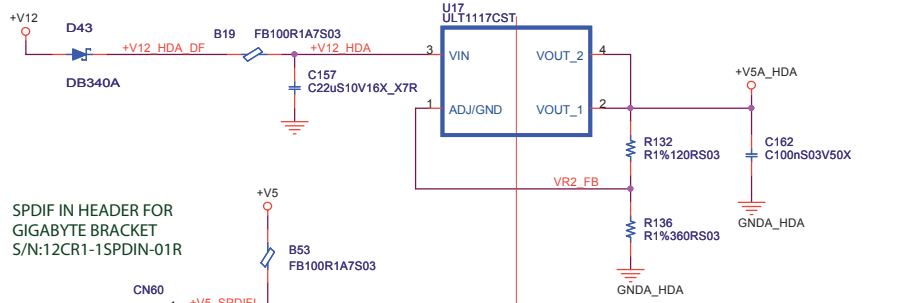 +V12
D43
+V12_HDA_DF
DB340A
B19
FB100R1A7S03
+V12_HDA
C157
C22uS10V16X_X7R
U17
ULT1117CST
3
VIN
VOUT_2
4
1
ADJ/GND
VOUT_1
2
+V5A_HDA
R132
R1%120RS03
C162
C100nS03V50X
VR2_FB
GNDA_HDA
R136
R1%360RS03
GNDA_HDA
SPDIF IN HEADER FOR
GIGABYTE BRACKET
S/N:12CR1-1SPDIN-01R
+V5
B53
FB100R1A7S03
CN60
+V5_SPDIFI